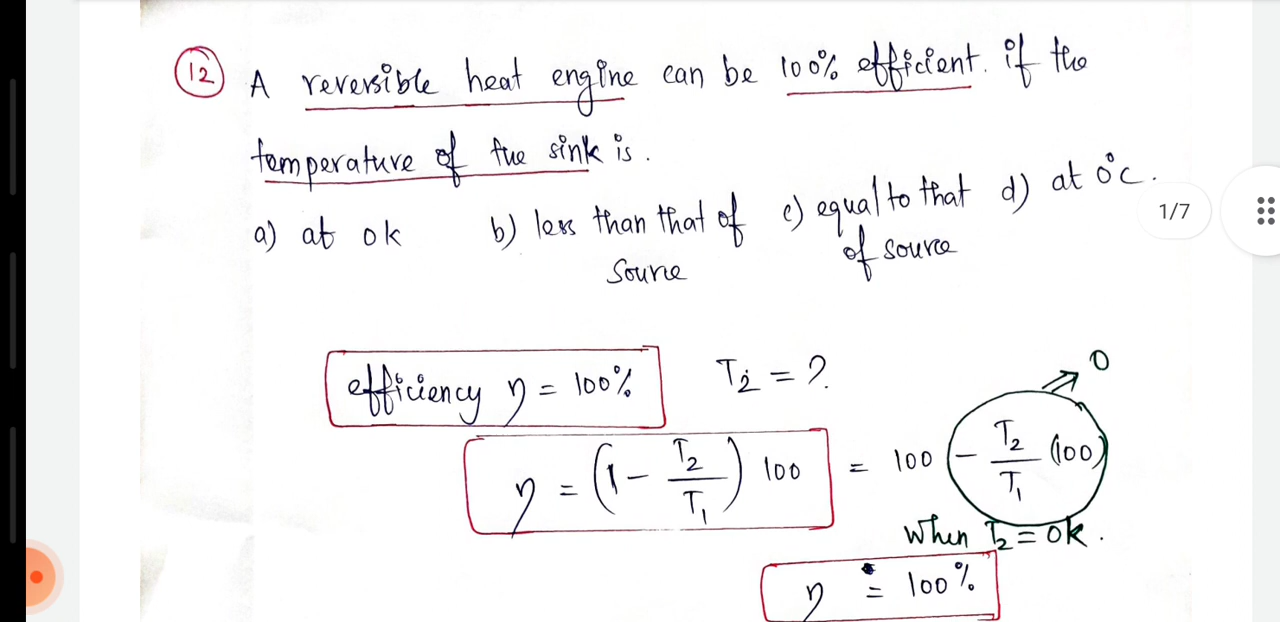 12 A reversible heat engine can be 100% efficient. if the
temperature of the sink is.
a) at 0k b) less than that of source c) equal to that of source d) at 0°c.
1/7
efficiency η = 100% T₂ = ?
η = (1 - T₂/T₁) 100 = 100 - T₂/T₁ (100) ⇒ 0
when T₂ = 0k.
η = 100%